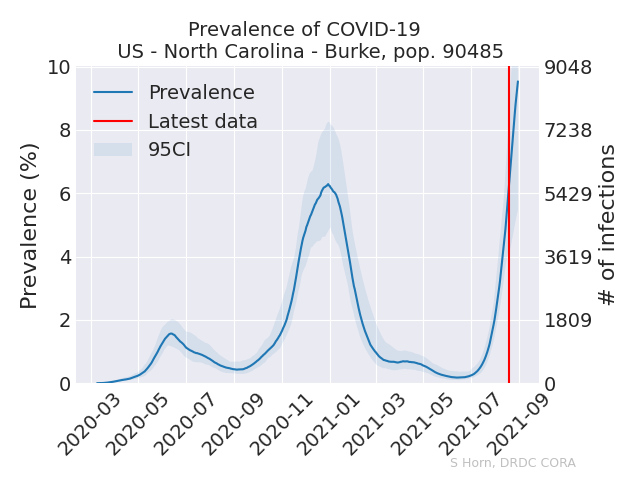 Prevalence of COVID-19
US - North Carolina - Burke, pop. 90485
Prevalence
Latest data
95CI
Prevalence (%)
10
8
6
4
2
0
9048
7238
5429
3619
1809
0
# of infections
2020-03
2020-05
2020-07
2020-09
2020-11
2021-01
2021-03
2021-05
2021-07
2021-09
S Horn, DRDC CORA